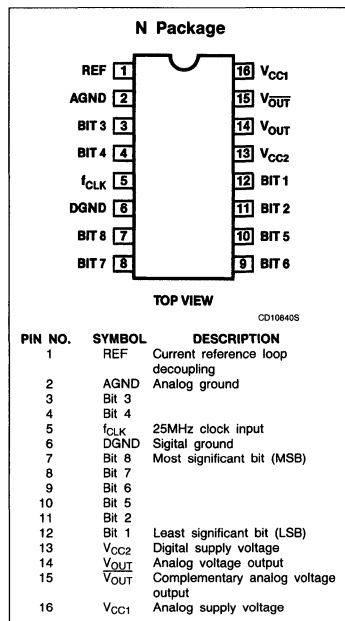 N Package
REF 1 16 VCC1
AGND 2 15 V̅O̅U̅T̅
BIT 3 3 14 VOUT
BIT 4 4 13 VCC2
fCLK 5 12 BIT 1
DGND 6 11 BIT 2
BIT 8 7 10 BIT 5
BIT 7 8 9 BIT 6
TOP VIEW
CD10640S
PIN NO. SYMBOL DESCRIPTION
1 REF Current reference loop
decoupling
2 AGND Analog ground
3 Bit 3
4 Bit 4
5 fCLK 25MHz clock input
6 DGND Sigital ground
7 Bit 8 Most significant bit (MSB)
8 Bit 7
9 Bit 6
10 Bit 5
11 Bit 2
12 Bit 1 Least significant bit (LSB)
13 VCC2 Digital supply voltage
14 VOUT Analog voltage output
15 V̅O̅U̅T̅ Complementary analog voltage
output
16 VCC1 Analog supply voltage